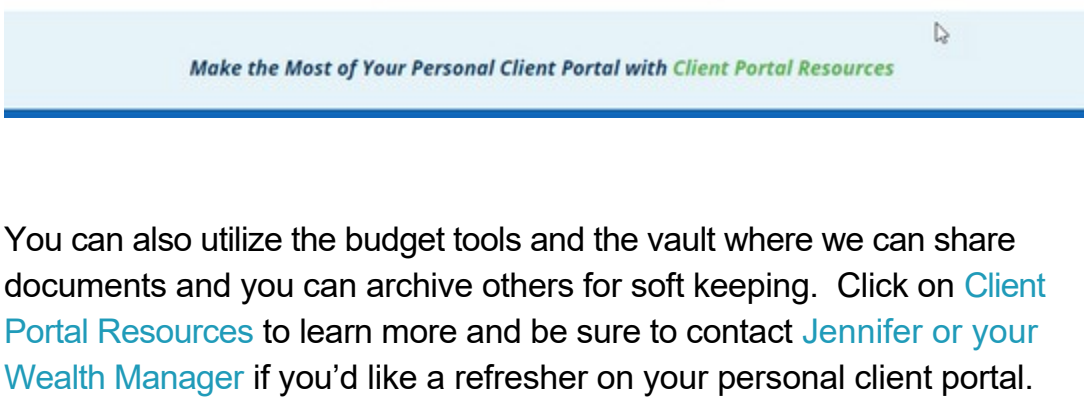 Make the Most of Your Personal Client Portal with Client Portal Resources
You can also utilize the budget tools and the vault where we can share
documents and you can archive others for soft keeping.  Click on Client
Portal Resources to learn more and be sure to contact Jennifer or your
Wealth Manager if you’d like a refresher on your personal client portal.